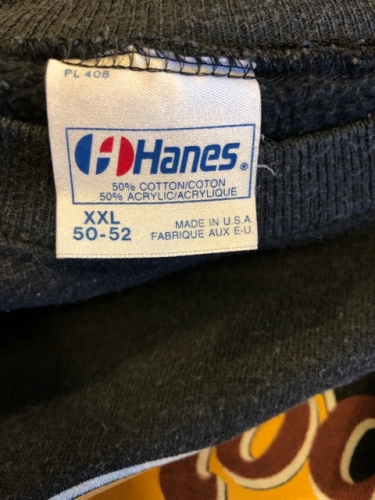 PL 408
Hanes®
50% COTTON/COTON
50% ACRYLIC/ACRYLIQUE
XXL
50-52
MADE IN U.S.A.
FABRIQUE AUX E-U.